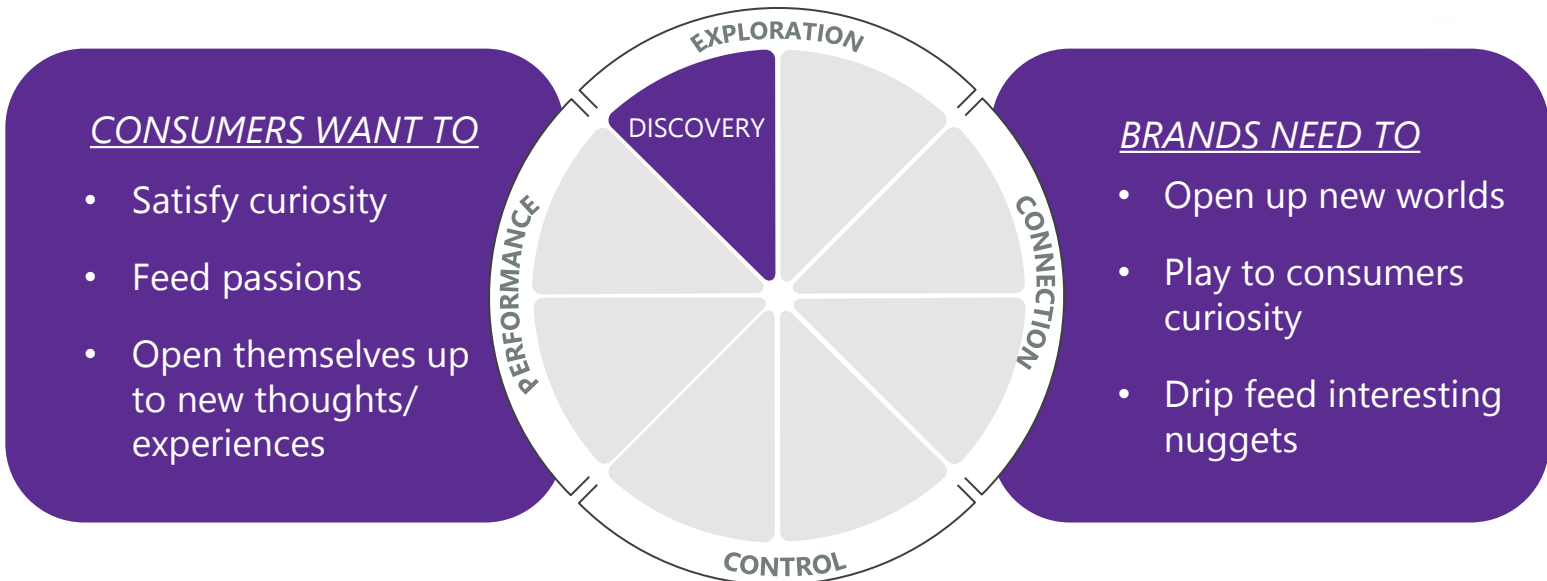 EXPLORATION
CONSUMERS WANT TO
• Satisfy curiosity
• Feed passions
• Open themselves up
to new thoughts/
experiences
DISCOVERY
PERFORMANCE
CONNECTION
CONTROL
BRANDS NEED TO
• Open up new worlds
• Play to consumers
curiosity
• Drip feed interesting
nuggets